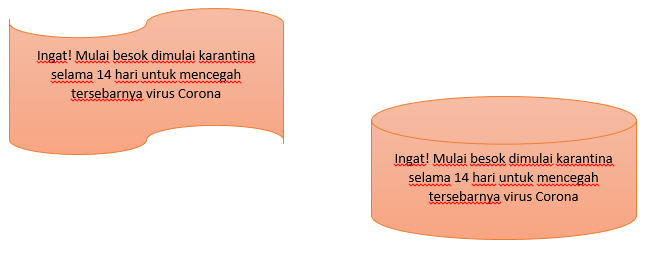 Ingat! Mulai besok dimulai karantina
selama 14 hari untuk mencegah
tersebarnya virus Corona
Ingat! Mulai besok dimulai karantina
selama 14 hari untuk mencegah
tersebarnya virus Corona